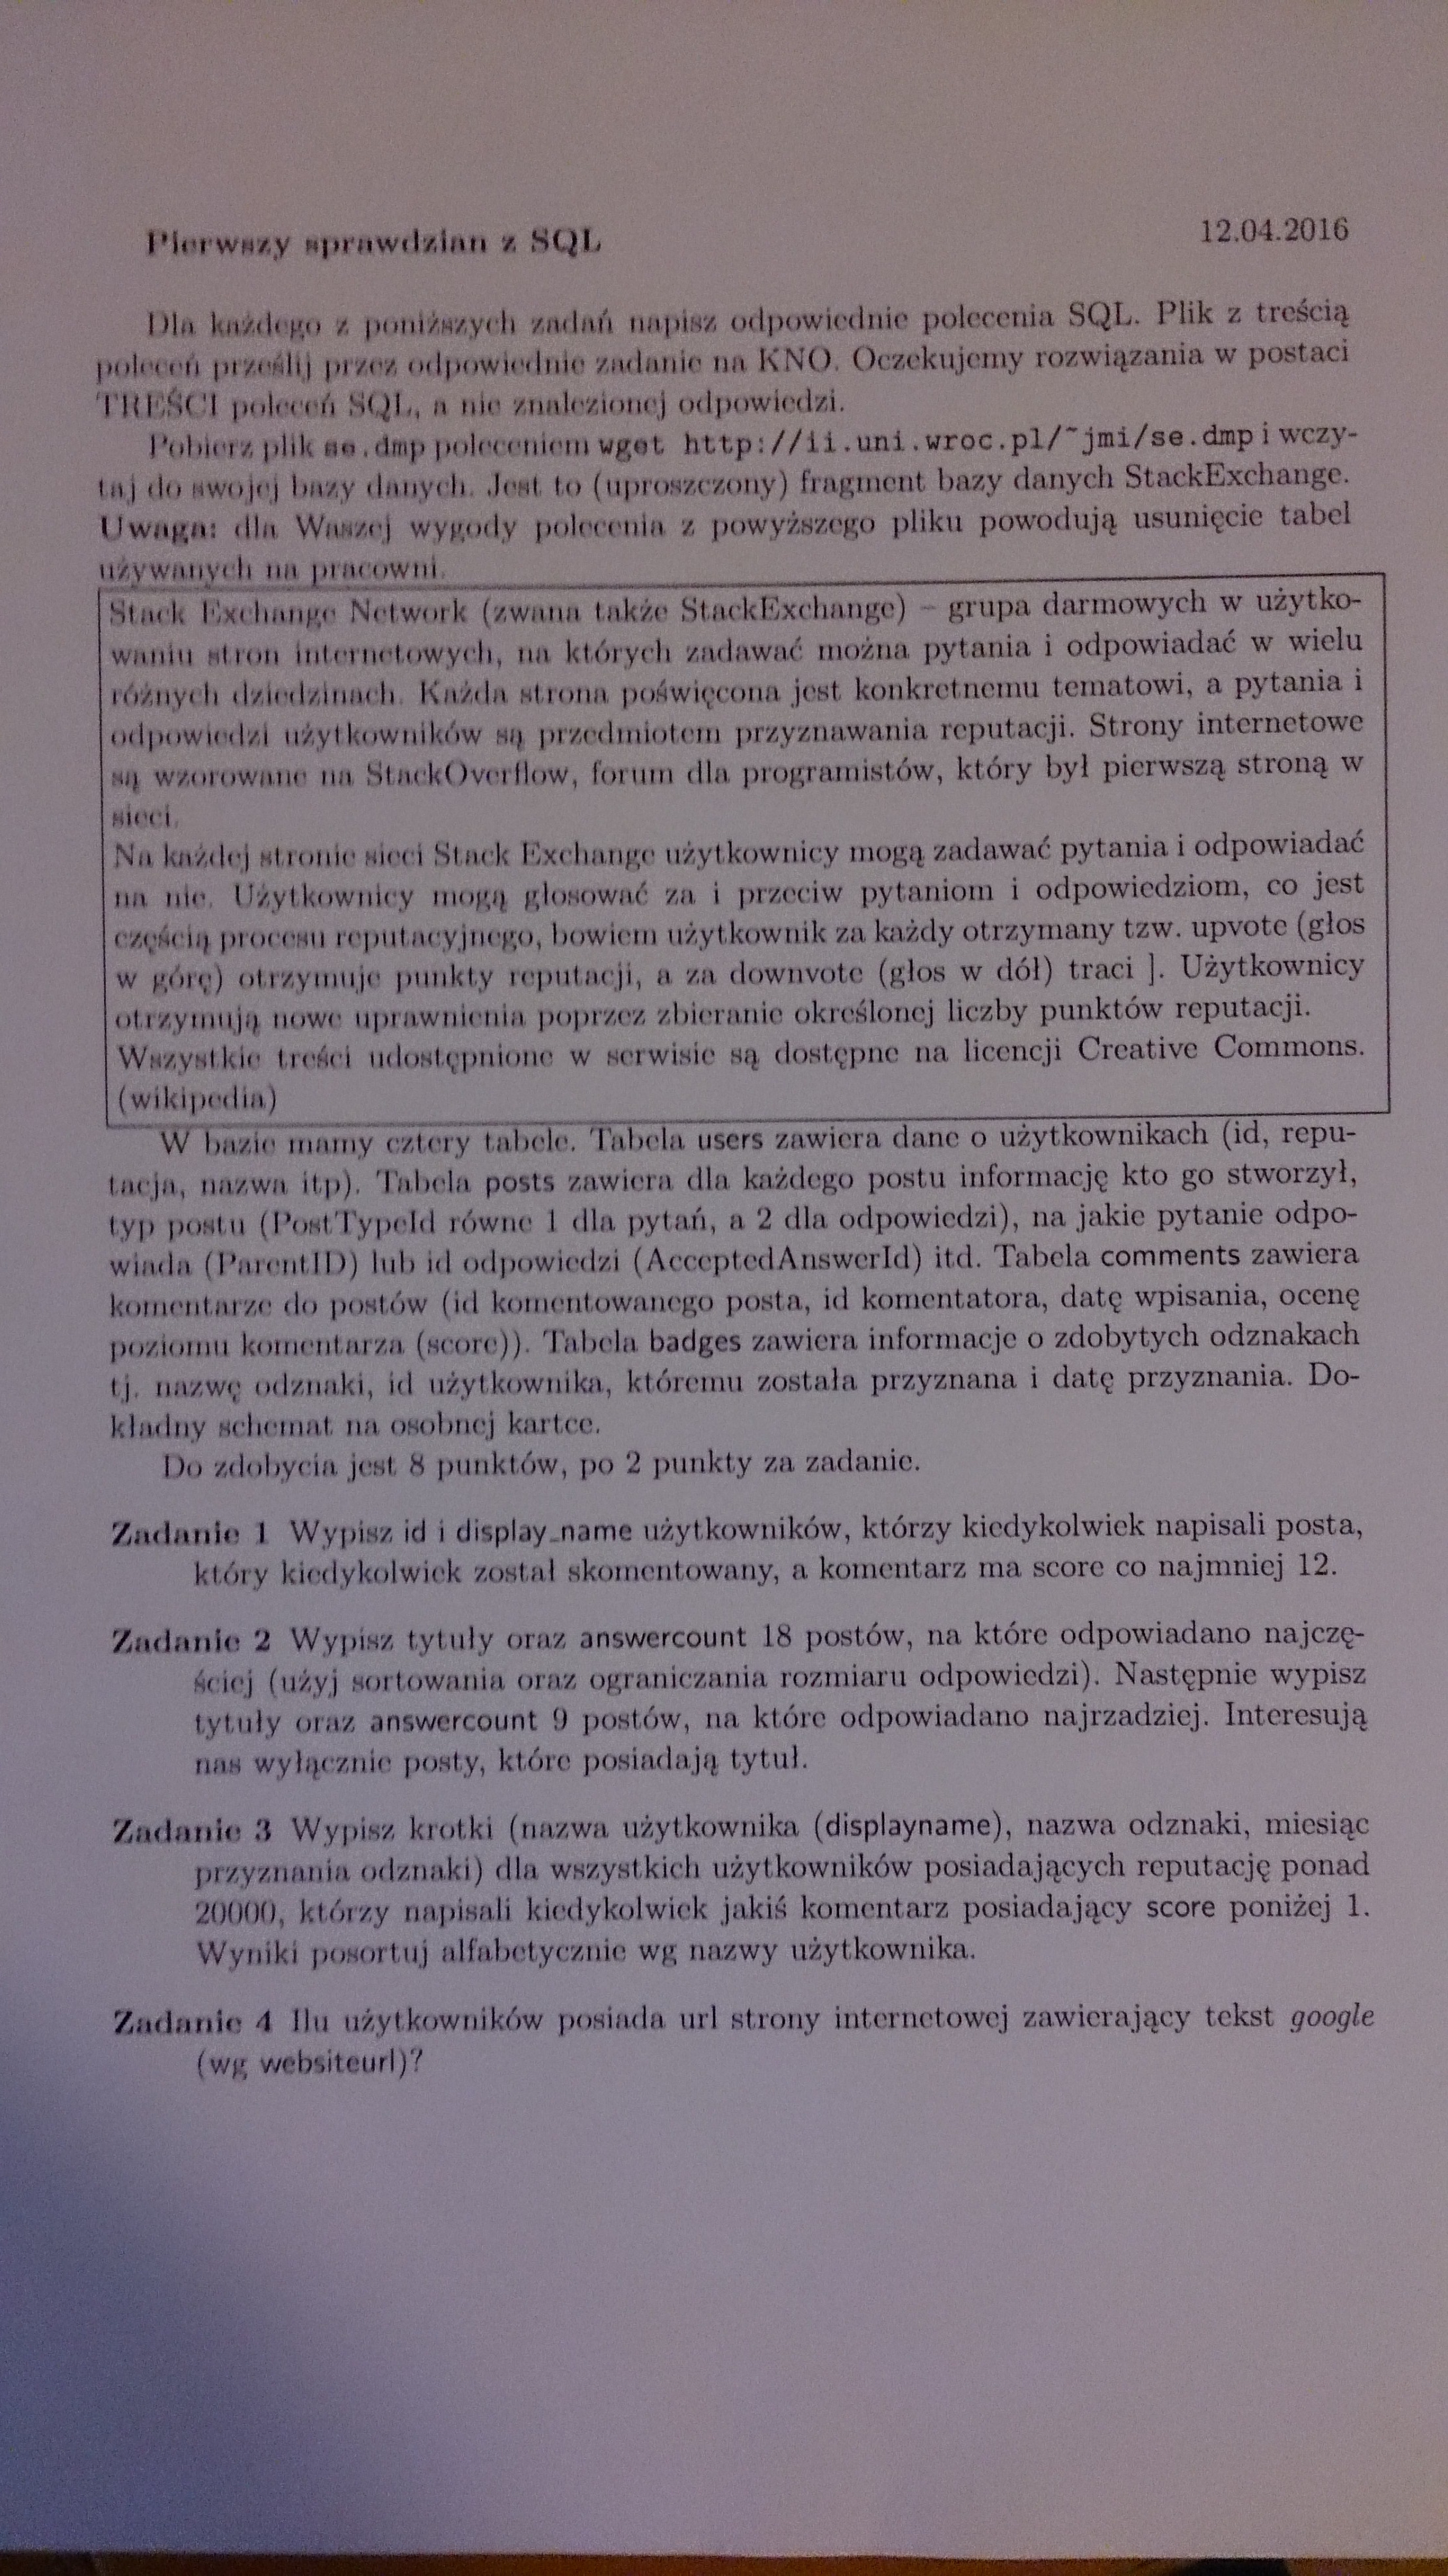 Pierwszy sprawdzian z SQL 12.04.2016
Dla każdego z poniższych zadań napisz odpowiednie polecenia SQL. Plik z treścią
poleceń prześlij przez odpowiednie zadanie na KNO. Oczekujemy rozwiązania w postaci
TREŚCI poleceń SQL, a nie znalezionej odpowiedzi.
Pobierz plik se.dmp poleceniem wget http://ii.uni.wroc.pl/~jmi/se.dmp i wczy-
taj do swojej bazy danych. Jest to (uproszczony) fragment bazy danych StackExchange.
Uwaga: dla Waszej wygody polecenia z powyższego pliku powodują usunięcie tabel
używanych na pracowni.
Stack Exchange Network (zwana także StackExchange) – grupa darmowych w użytko-
waniu stron internetowych, na których zadawać można pytania i odpowiadać w wielu
różnych dziedzinach. Każda strona poświęcona jest konkretnemu tematowi, a pytania i
odpowiedzi użytkowników są przedmiotem przyznawania reputacji. Strony internetowe
są wzorowane na StackOverflow, forum dla programistów, który był pierwszą stroną w
sieci.
Na każdej stronie sieci Stack Exchange użytkownicy mogą zadawać pytania i odpowiadać
na nie. Użytkownicy mogą głosować za i przeciw pytaniom i odpowiedziom, co jest
częścią procesu reputacyjnego, bowiem użytkownik za każdy otrzymany tzw. upvote (głos
w górę) otrzymuje punkty reputacji, a za downvote (głos w dół) traci ]. Użytkownicy
otrzymują nowe uprawnienia poprzez zbieranie określonej liczby punktów reputacji.
Wszystkie treści udostępnione w serwisie są dostępne na licencji Creative Commons.
(wikipedia)
W bazie mamy cztery tabele. Tabela users zawiera dane o użytkownikach (id, repu-
tacja, nazwa itp). Tabela posts zawiera dla każdego postu informację kto go stworzył,
typ postu (PostTypeId równe 1 dla pytań, a 2 dla odpowiedzi), na jakie pytanie odpo-
wiada (ParentID) lub id odpowiedzi (AcceptedAnswerId) itd. Tabela comments zawiera
komentarze do postów (id komentowanego posta, id komentatora, datę wpisania, ocenę
poziomu komentarza (score)). Tabela badges zawiera informacje o zdobytych odznakach
tj. nazwę odznaki, id użytkownika, któremu została przyznana i datę przyznania. Do-
kładny schemat na osobnej kartce.
Do zdobycia jest 8 punktów, po 2 punkty za zadanie.
Zadanie 1 Wypisz id i display_name użytkowników, którzy kiedykolwiek napisali posta,
który kiedykolwiek został skomentowany, a komentarz ma score co najmniej 12.
Zadanie 2 Wypisz tytuły oraz answercount 18 postów, na które odpowiadano najczę-
ściej (użyj sortowania oraz ograniczania rozmiaru odpowiedzi). Następnie wypisz
tytuły oraz answercount 9 postów, na które odpowiadano najrzadziej. Interesują
nas wyłącznie posty, które posiadają tytuł.
Zadanie 3 Wypisz krotki (nazwa użytkownika (displayname), nazwa odznaki, miesiąc
przyznania odznaki) dla wszystkich użytkowników posiadających reputację ponad
20000, którzy napisali kiedykolwiek jakiś komentarz posiadający score poniżej 1.
Wyniki posortuj alfabetycznie wg nazwy użytkownika.
Zadanie 4 Ilu użytkowników posiada url strony internetowej zawierający tekst google
(wg websiteurl)?